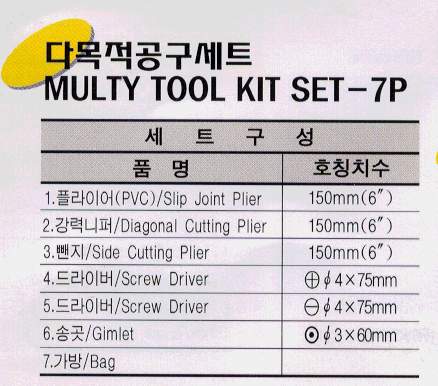 다목적공구세트
MULTY TOOL KIT SET-7P
세 트 구 성
품 명 호칭치수
1.플라이어(PVC)/Slip Joint Plier 150mm(6″)
2.강력니퍼/Diagonal Cutting Plier 150mm(6″)
3.뺀지/Side Cutting Plier 150mm(6″)
4.드라이버/Screw Driver ⊕ϕ4×75mm
5.드라이버/Screw Driver ⊖ϕ4×75mm
6.송곳/Gimlet ⊙ϕ3×60mm
7.가방/Bag